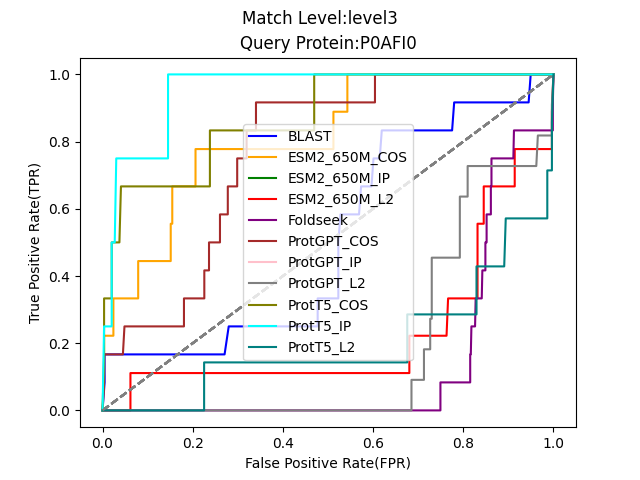 Match Level:level3
Query Protein:P0AFI0
True Positive Rate(TPR)
1.0
0.8
0.6
0.4
0.2
0.0
BLAST
ESM2_650M_COS
ESM2_650M_IP
ESM2_650M_L2
Foldseek
ProtGPT_COS
ProtGPT_IP
ProtGPT_L2
ProtT5_COS
ProtT5_IP
ProtT5_L2
0.0 0.2 0.4 0.6 0.8 1.0
False Positive Rate(FPR)